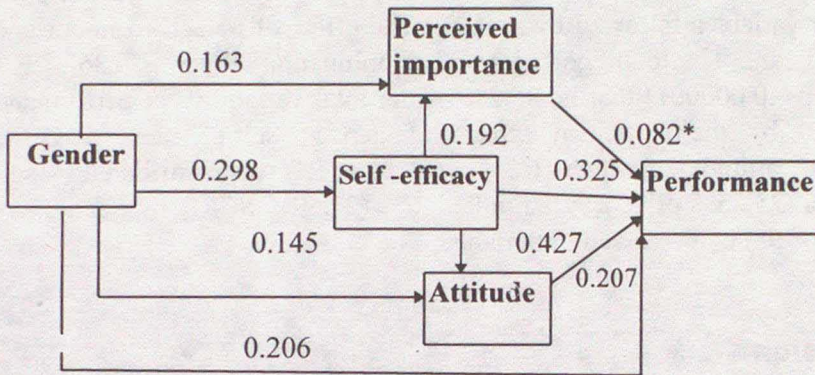 Perceived
importance
0.163
0.192
0.082*
Gender
0.298
Self -efficacy
0.325
Performance
0.145
0.427
0.207
Attitude
0.206